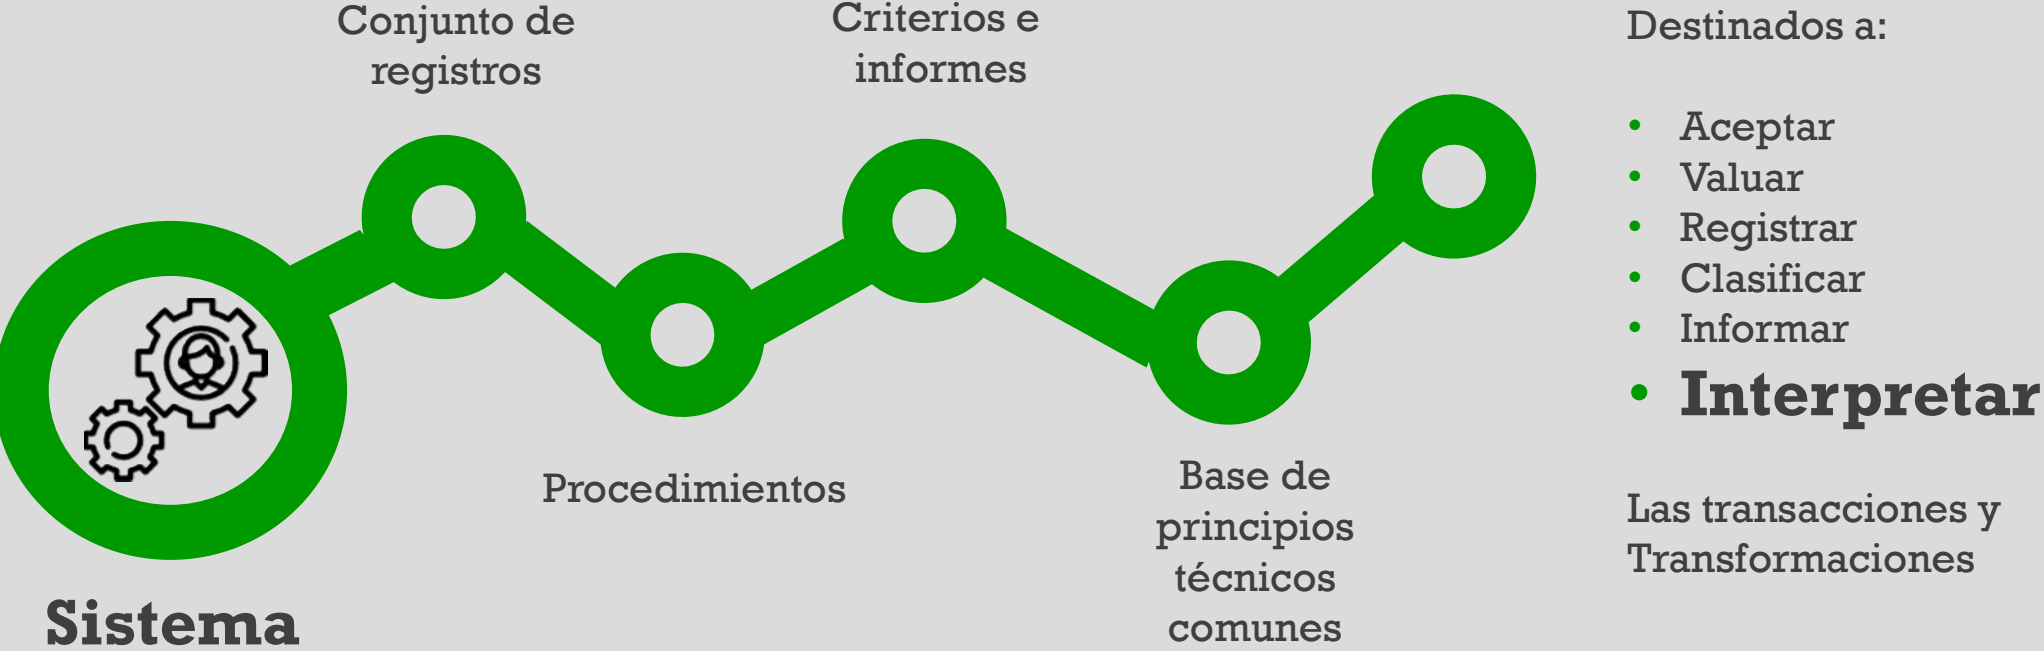 Conjunto de
registros
Criterios e
informes
Procedimientos
Base de
principios
técnicos
comunes
Sistema
Destinados a:
• Aceptar
• Valuar
• Registrar
• Clasificar
• Informar
• Interpretar
Las transacciones y
Transformaciones